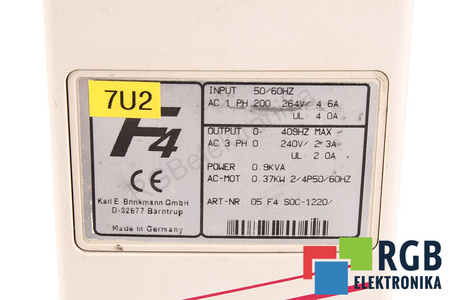 7U2
F4
CE
Karl E. Brinkmann GmbH
D-32677 Barntrup
Made in Germany
INPUT 50/60HZ
AC 1 PH 200 264V/ 4.6A
UL 4.0A
OUTPUT 0- 409HZ MAX
AC 3 PH 0 240V/ 2.3A
UL 2.0A
POWER 0.9KVA
AC-MOT 0.37KW 2/4P50/60HZ
ART-NR 05.F4.S0C-1220/
RGB
ELEKTRONIKA